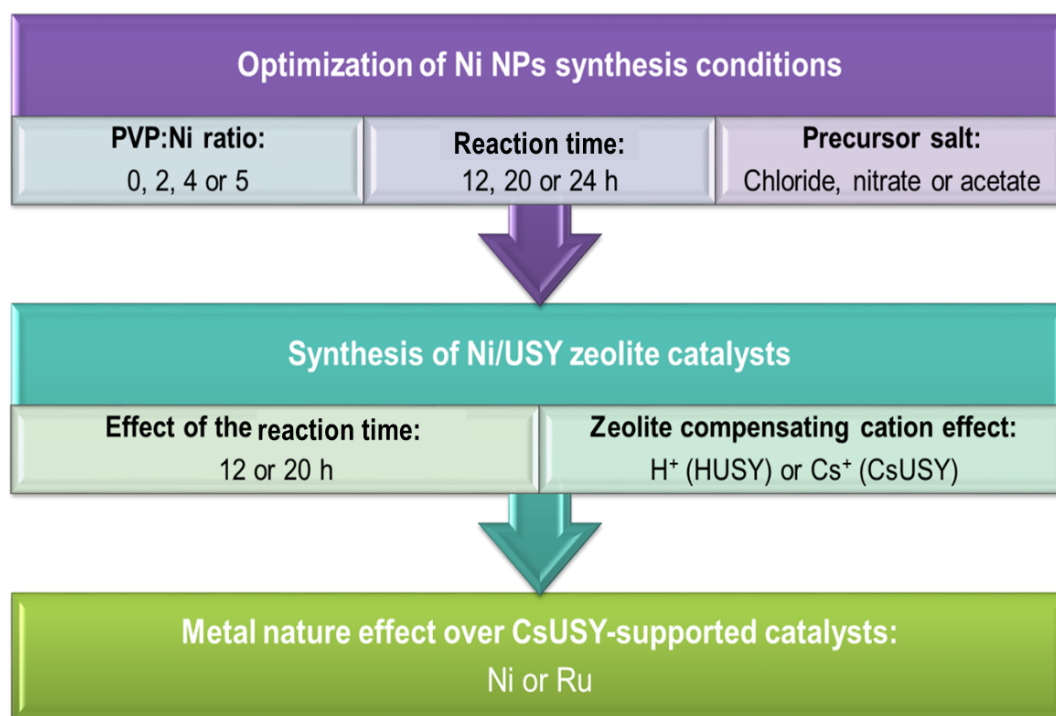 Optimization of Ni NPs synthesis conditions
PVP:Ni ratio:
0, 2, 4 or 5
Reaction time:
12, 20 or 24 h
Precursor salt:
Chloride, nitrate or acetate
Synthesis of Ni/USY zeolite catalysts
Effect of the reaction time:
12 or 20 h
Zeolite compensating cation effect:
H⁺ (HUSY) or Cs⁺ (CsUSY)
Metal nature effect over CsUSY-supported catalysts:
Ni or Ru